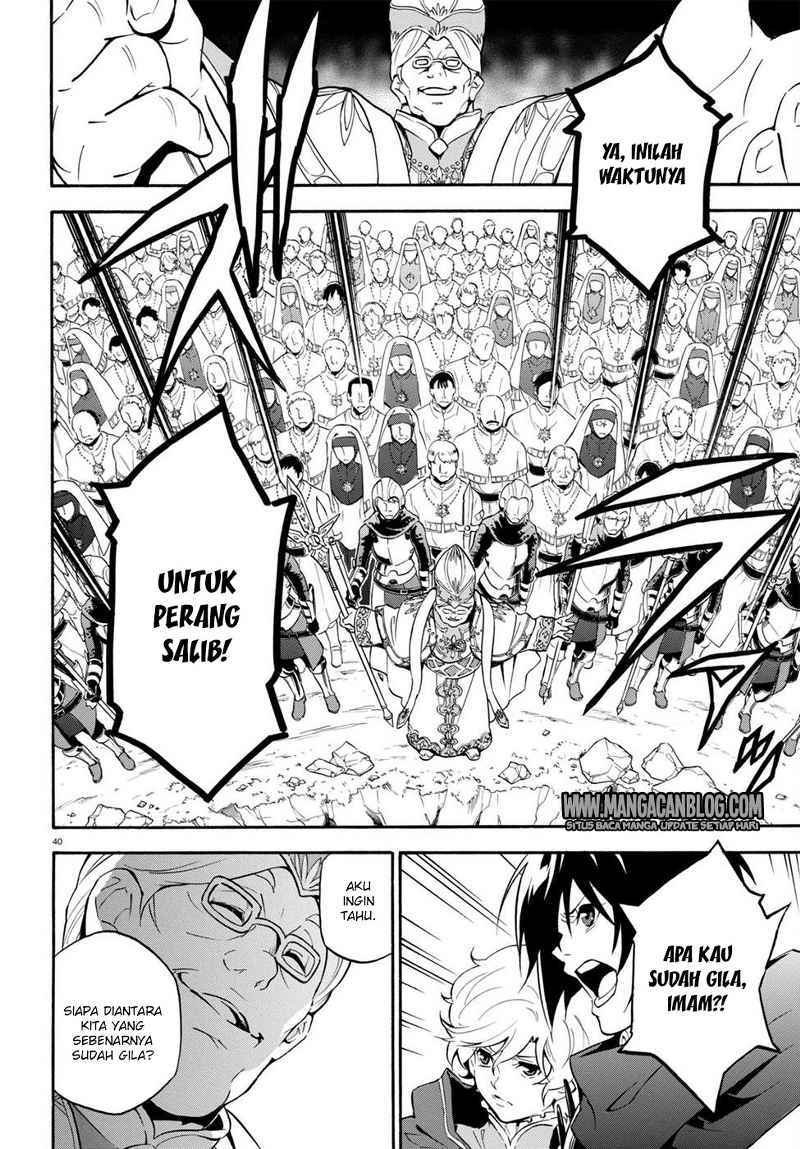 YA, INILAH
WAKTUNYA
UNTUK
PERANG
SALIB!
WWW.MANGACANBLOG.COM
SITUS BACA MANGA UPDATE SETIAP HARI
40
APA KAU
SUDAH GILA,
IMAM?!
AKU
INGIN
TAHU.
SIAPA DIANTARA
KITA YANG
SEBENARNYA
SUDAH GILA?